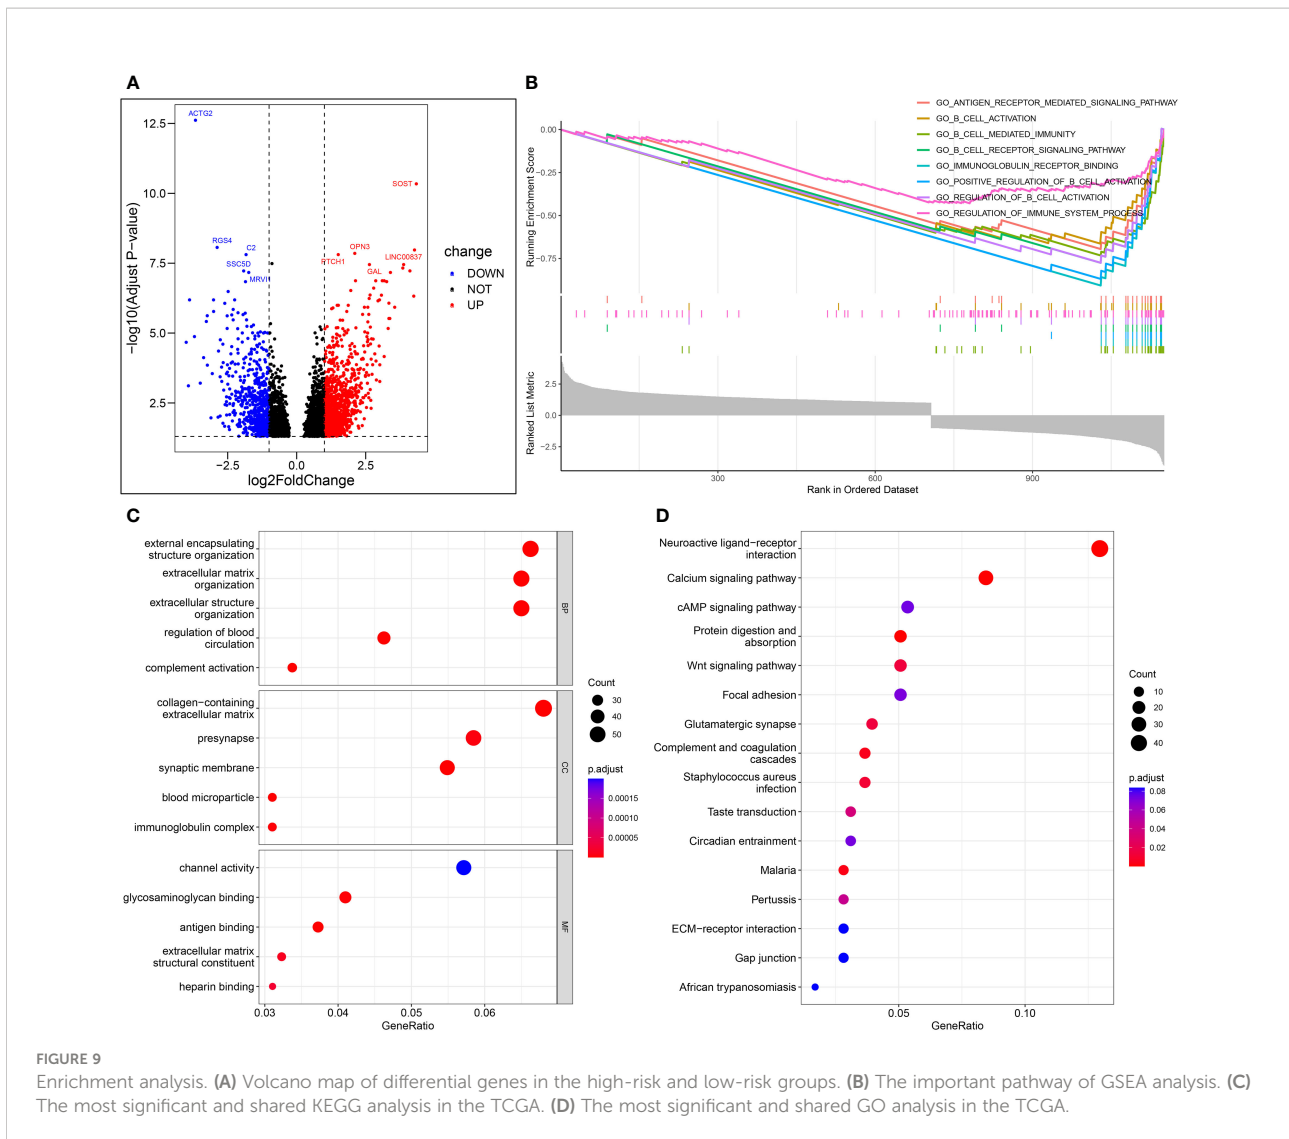 A
ACTG2
SOST
RGS4
C2
SSC5D
MRVI1
OPN3
PTCH1
LINC00837
GAL
12.5
10.0
7.5
5.0
2.5
−log10(Adjust P-value)
−2.5
0.0
2.5
log2FoldChange
change
DOWN
NOT
UP
B
GO_ANTIGEN_RECEPTOR_MEDIATED_SIGNALING_PATHWAY
GO_B_CELL_ACTIVATION
GO_B_CELL_MEDIATED_IMMUNITY
GO_B_CELL_RECEPTOR_SIGNALING_PATHWAY
GO_IMMUNOGLOBULIN_RECEPTOR_BINDING
GO_POSITIVE_REGULATION_OF_B_CELL_ACTIVATION
GO_REGULATION_OF_B_CELL_ACTIVATION
GO_REGULATION_OF_IMMUNE_SYSTEM_PROCESS
0.00
−0.25
−0.50
−0.75
Running Enrichment Score
2.5
0.0
−2.5
Ranked List Metric
300
600
900
Rank in Ordered Dataset
C
external encapsulating
structure organization
extracellular matrix
organization
extracellular structure
organization
regulation of blood
circulation
complement activation
BP
collagen−containing
extracellular matrix
presynapse
synaptic membrane
blood microparticle
immunoglobulin complex
CC
channel activity
glycosaminoglycan binding
antigen binding
extracellular matrix
structural constituent
heparin binding
MF
0.03
0.04
0.05
0.06
GeneRatio
Count
30
40
50
p.adjust
0.00015
0.00010
0.00005
D
Neuroactive ligand−receptor
interaction
Calcium signaling pathway
cAMP signaling pathway
Protein digestion and
absorption
Wnt signaling pathway
Focal adhesion
Glutamatergic synapse
Complement and coagulation
cascades
Staphylococcus aureus
infection
Taste transduction
Circadian entrainment
Malaria
Pertussis
ECM−receptor interaction
Gap junction
African trypanosomiasis
0.05
0.10
GeneRatio
Count
10
20
30
40
p.adjust
0.08
0.06
0.04
0.02
FIGURE 9
Enrichment analysis. (A) Volcano map of differential genes in the high-risk and low-risk groups. (B) The important pathway of GSEA analysis. (C)
The most significant and shared KEGG analysis in the TCGA. (D) The most significant and shared GO analysis in the TCGA.